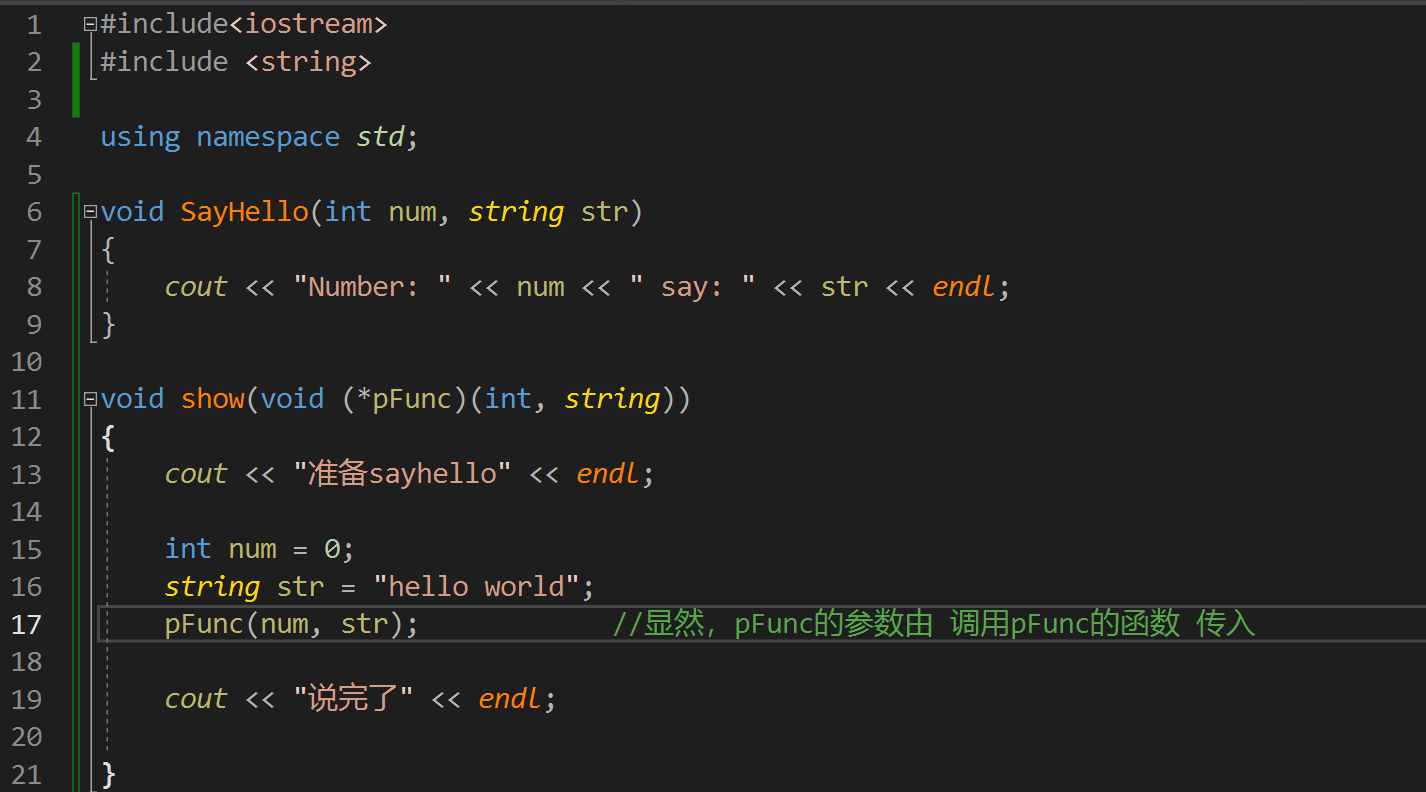 1 #include<iostream>
2 #include <string>
3
4 using namespace std;
5
6 void SayHello(int num, string str)
7 {
8     cout << "Number: " << num << " say: " << str << endl;
9 }
10
11 void show(void (*pFunc)(int, string))
12 {
13     cout << "准备sayhello" << endl;
14
15     int num = 0;
16     string str = "hello world";
17     pFunc(num, str);            //显然，pFunc的参数由 调用pFunc的函数 传入
18
19     cout << "说完了" << endl;
20
21 }